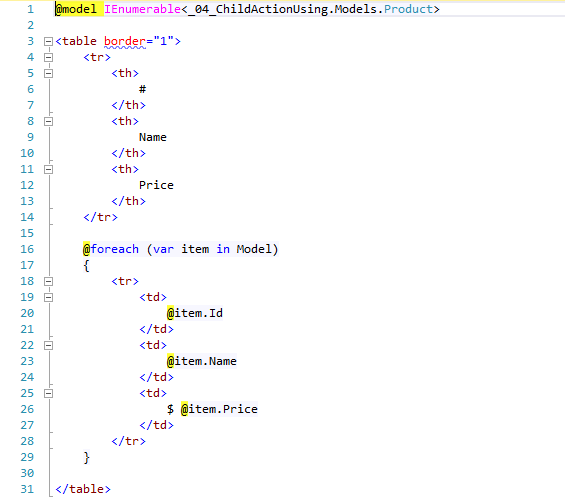 1 @model IEnumerable<_04_ChildActionUsing.Models.Product>
2
3 <table border="1">
4 <tr>
5 <th>
6 #
7 </th>
8 <th>
9 Name
10 </th>
11 <th>
12 Price
13 </th>
14 </tr>
15
16 @foreach (var item in Model)
17 {
18 <tr>
19 <td>
20 @item.Id
21 </td>
22 <td>
23 @item.Name
24 </td>
25 <td>
26 $ @item.Price
27 </td>
28 </tr>
29 }
30
31 </table>